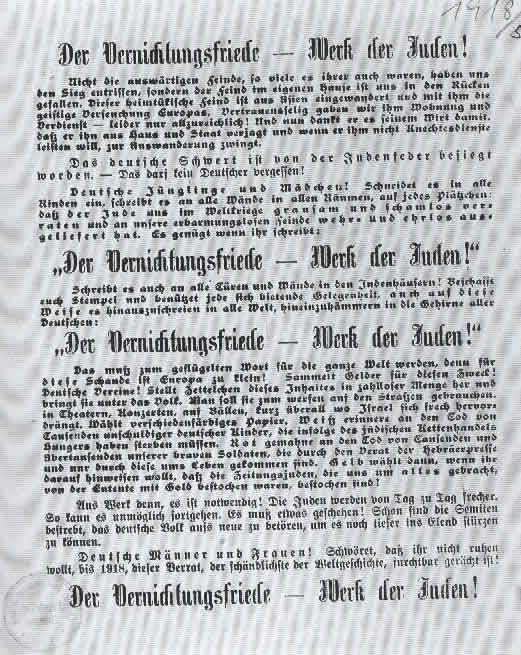 1918/
Der Vernichtungsfriede — Werk der Juden!
Nicht die auswärtigen Feinde, so viele es ihrer auch waren, haben uns
den Sieg entrissen, sondern der Feind im eigenen Hause ist uns in den Rücken
gefallen. Dieser heimtückische Feind ist aus Asien eingewandert und mit ihm die
geistige Verseuchung Europas. Vertrauensselig gaben wir ihm Wohnung und
Verdienst — leider nur allzureichlich! Und nun dankt er es seinem Wirt damit,
daß er ihn aus Haus und Staat verjagt und wenn er ihm nicht Knechtsdienste
leisten will, zur Auswanderung zwingt.
Das deutsche Schwert ist von der Judenfeder besiegt
worden. — Das darf kein Deutscher vergessen!
Deutsche Jünglinge und Mädchen! Schneidet es in alle
Rinden ein, schreibt es an alle Wände in allen Räumen, auf jedes Plätzchen:
daß der Jude uns im Weltkriege grausam und schamlos ver-
raten und an unsere erbarmungslosen Feinde wehr- und ehrlos aus-
geliefert hat. Es genügt wenn ihr schreibt:
„Der Vernichtungsfriede — Werk der Juden!“
Schreibt es auch an alle Türen und Wände in den Judenhäusern! Beschafft
euch Stempel und benützet jede sich bietende Gelegenheit, auch auf diese
Weise es hinauszuschreien in alle Welt, hineinzuhämmern in die Gehirne aller
Deutschen:
„Der Vernichtungsfriede — Werk der Juden!“
Das muß zum geflügelten Wort für die ganze Welt werden, denn für
diese Schande ist Europa zu klein! Sammelt Gelder für diesen Zweck!
Deutsche Vereine! Stellt Zettelchen dieses Inhaltes in zahlloser Menge her und
bringt sie unter das Volk. Man soll sie zum werfen auf den Straßen gebrauchen,
in Theatern, Konzerten, auf Bällen, kurz überall wo Israel sich frech hervor-
drängt. Wählt verschiedenfärbiges Papier. Weiß erinnere an den Tod von
Tausenden unschuldiger deutscher Kinder, die infolge des jüdischen Kettenhandels
Hungers haben sterben müssen. Rot gemahne an den Tod von Tausenden und
Abertausenden unserer braven Soldaten, die durch den Verrat der Hebräerpresse
und nur durch diese ums Leben gekommen sind. Gelb wählt dann, wenn ihr
darauf hinweisen wollt, daß die Zeitungsjuden, die uns um alles gebracht,
von der Entente mit Gold bestochen waren, bestochen sind!
Ans Werk denn, es ist notwendig! Die Juden werden von Tag zu Tag frecher.
So kann es unmöglich fortgehen. Es muß etwas geschehen! Schon sind die Semiten
bestrebt, das deutsche Volk aufs neue zu betören, um es noch tiefer ins Elend stürzen
zu können.
Deutsche Männer und Frauen! Schwöret, daß ihr nicht ruhen
wollt, bis 1918, dieser Verrat, der schändlichste der Weltgeschichte, furchtbar gerächt ist!
Der Vernichtungsfriede — Werk der Juden!